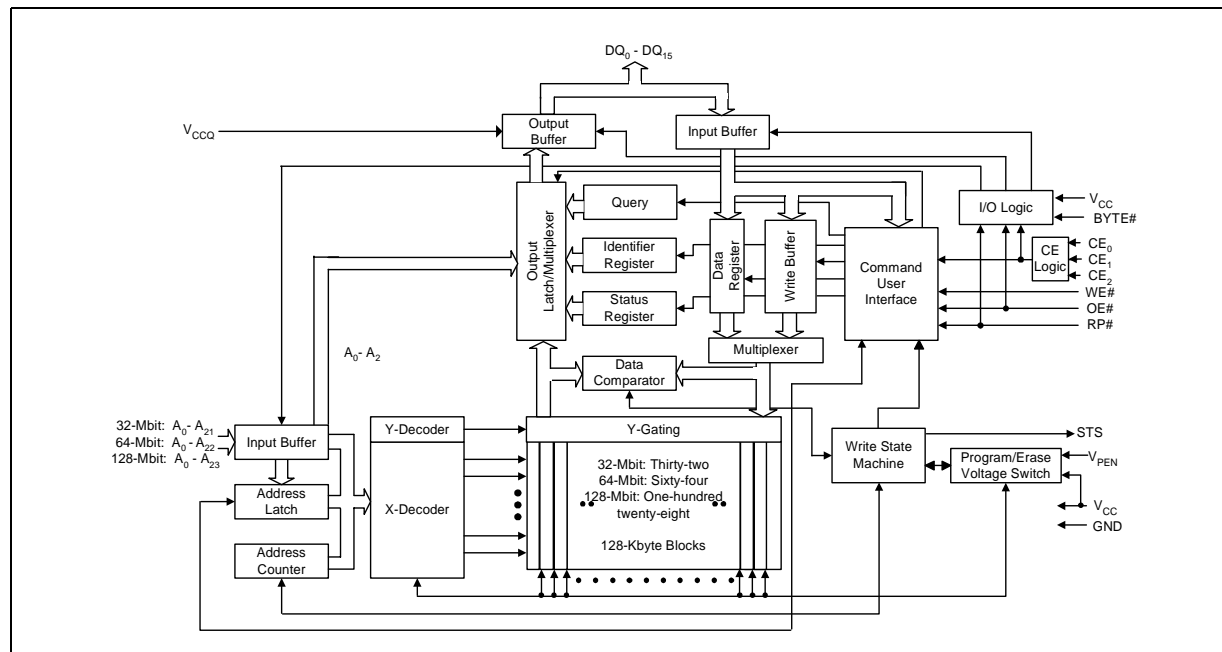 DQ0 - DQ15
VCCQ
Output
Buffer
Input Buffer
Output
Latch/Multiplexer
Query
Identifier
Register
Status
Register
Data
Register
Write Buffer
Command
User
Interface
I/O Logic
VCC
BYTE#
CE
Logic
CE0
CE1
CE2
WE#
OE#
RP#
Multiplexer
Data
Comparator
A0- A2
32-Mbit: A0- A21
64-Mbit: A0 - A22
128-Mbit: A0 - A23
Input Buffer
Address
Latch
Address
Counter
Y-Decoder
X-Decoder
Y-Gating
32-Mbit: Thirty-two
64-Mbit: Sixty-four
128-Mbit: One-hundred
twenty-eight
128-Kbyte Blocks
Write State
Machine
Program/Erase
Voltage Switch
STS
VPEN
VCC
GND